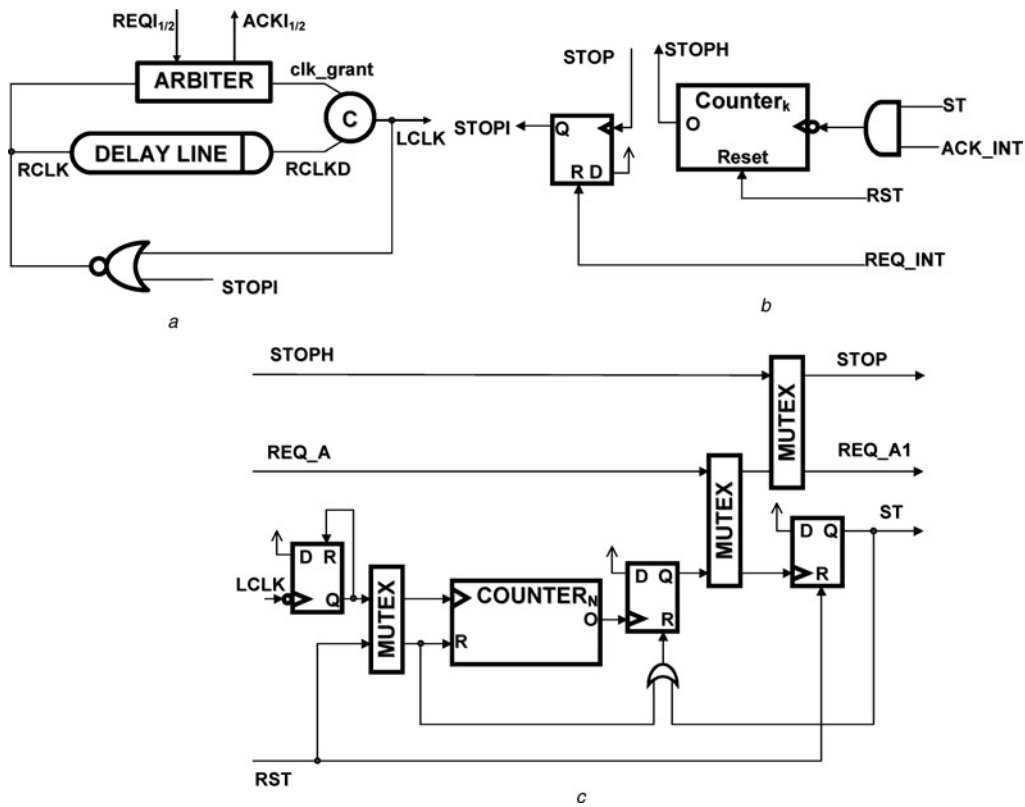 REQI1/2
ACKI1/2
ARBITER
clk_grant
C
LCLK
DELAY LINE
RCLK
RCLKD
STOPI
a
STOP
STOPH
STOPI
Q
R D
Counterk
O
Reset
ST
ACK_INT
RST
REQ_INT
b
STOPH
STOP
MUTEX
REQ_A
REQ_A1
MUTEX
ST
D Q
R
D R
LCLK
Q
MUTEX
COUNTERN
O
R
D Q
R
RST
c